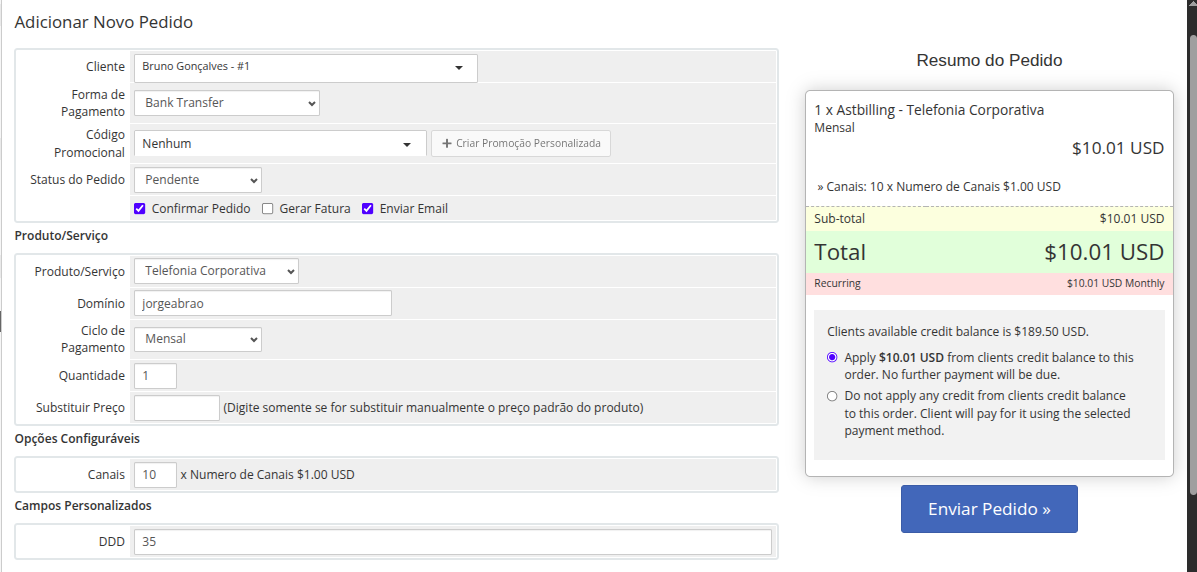 Adicionar Novo Pedido
Cliente Bruno Gonçalves - #1
Forma de
Pagamento Bank Transfer
Código
Promocional Nenhum + Criar Promoção Personalizada
Status do Pedido Pendente
Confirmar Pedido Gerar Fatura Enviar Email
Produto/Serviço
Produto/Serviço Telefonia Corporativa
Domínio jorgeabrao
Ciclo de
Pagamento Mensal
Quantidade 1
Substituir Preço (Digite somente se for substituir manualmente o preço padrão do produto)
Opções Configuráveis
Canais 10 x Numero de Canais $1.00 USD
Campos Personalizados
DDD 35
Resumo do Pedido
1 x Astbilling - Telefonia Corporativa
Mensal
$10.01 USD
» Canais: 10 x Numero de Canais $1.00 USD
Sub-total $10.01 USD
Total $10.01 USD
Recurring $10.01 USD Monthly
Clients available credit balance is $189.50 USD.
Apply $10.01 USD from clients credit balance to this
order. No further payment will be due.
Do not apply any credit from clients credit balance
to this order. Client will pay for it using the selected
payment method.
Enviar Pedido »